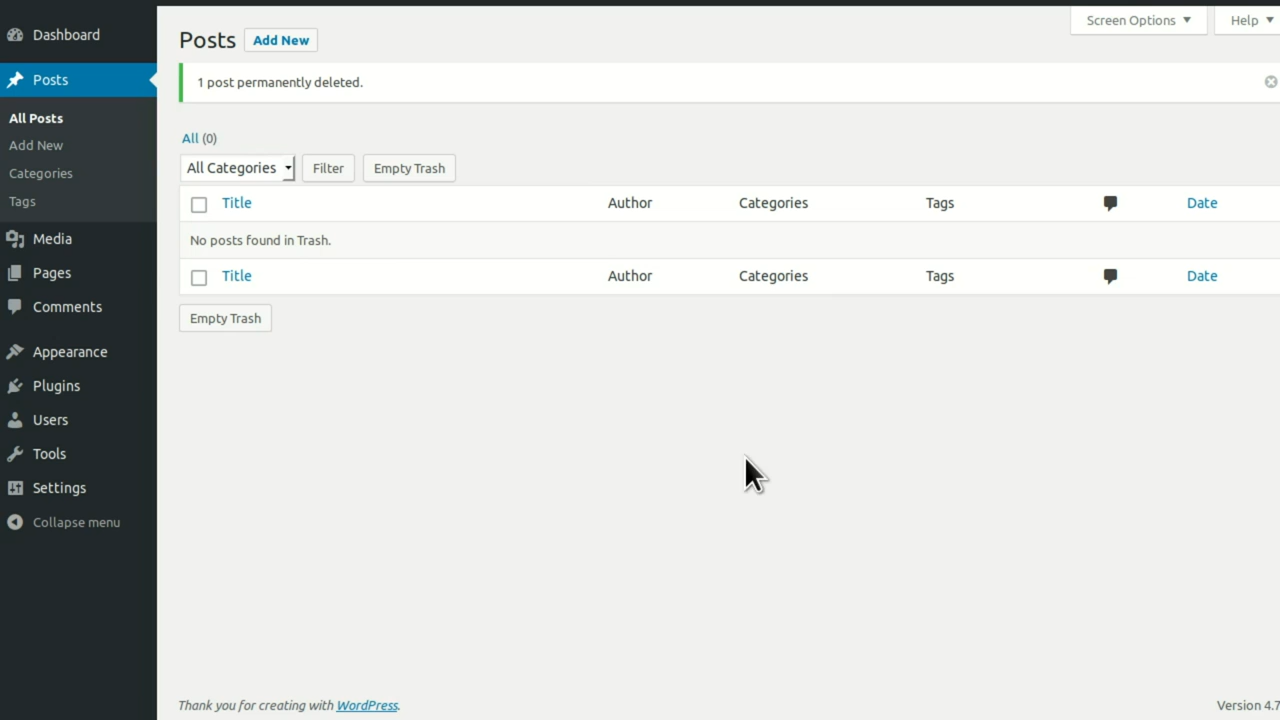 Dashboard
Posts
All Posts
Add New
Categories
Tags
Media
Pages
Comments
Appearance
Plugins
Users
Tools
Settings
Collapse menu
Screen Options
Help
Posts
Add New
1 post permanently deleted.
All (0)
All Categories
Filter
Empty Trash
Title Author Categories Tags Date
No posts found in Trash.
Title Author Categories Tags Date
Empty Trash
Thank you for creating with WordPress.
Version 4.7